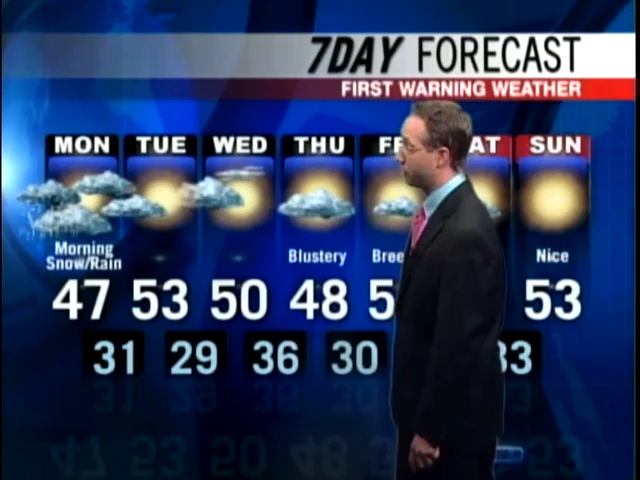 7DAY FORECAST
FIRST WARNING WEATHER
MON TUE WED THU SUN
Morning
Snow/Rain Blustery Nice
47 53 50 48 53
31 29 36 30 33